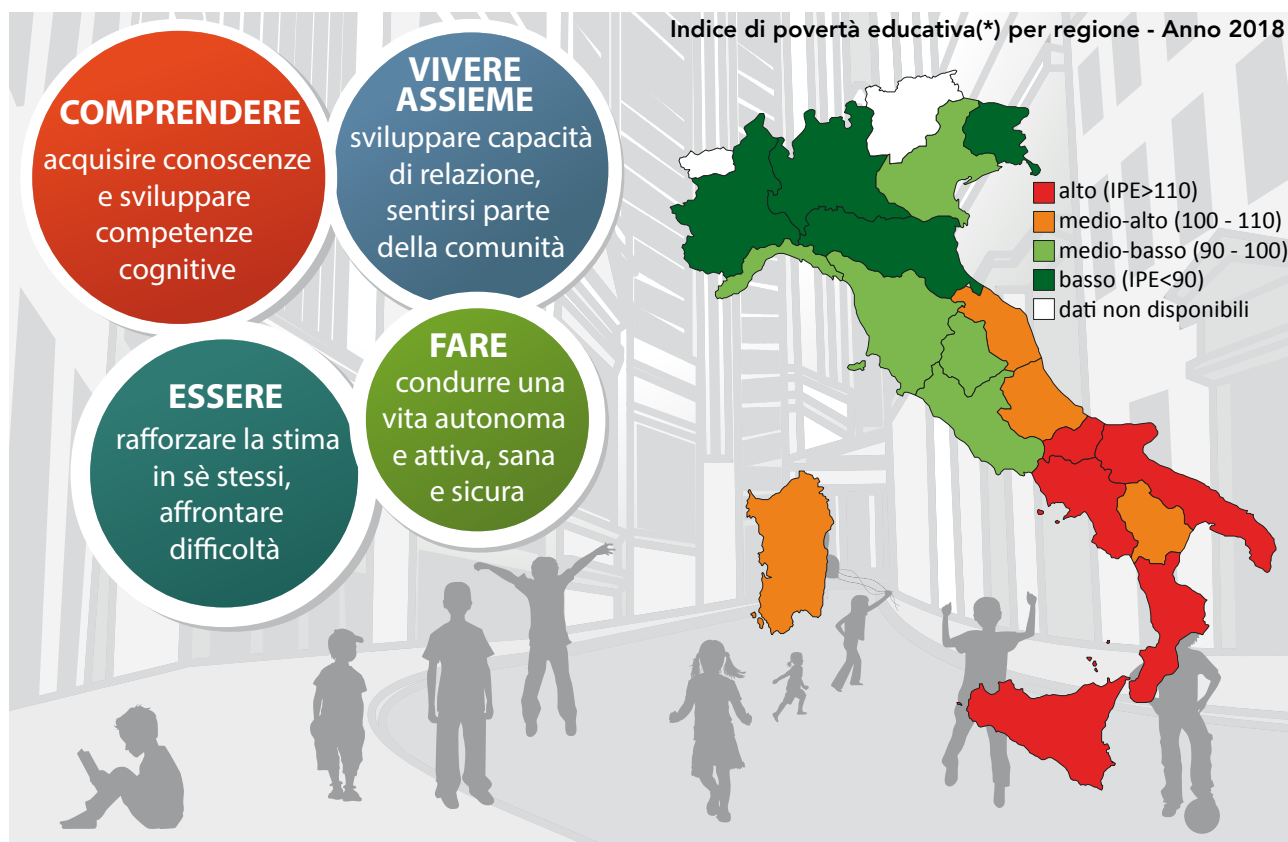 Indice di povertà educativa(*) per regione - Anno 2018
COMPRENDERE
acquisire conoscenze
e sviluppare
competenze
cognitive
VIVERE
ASSIEME
sviluppare capacità
di relazione,
sentirsi parte
della comunità
ESSERE
rafforzare la stima
in sè stessi,
affrontare
difficoltà
FARE
condurre una
vita autonoma
e attiva, sana
e sicura
alto (IPE>110)
medio-alto (100 - 110)
medio-basso (90 - 100)
basso (IPE<90)
dati non disponibili